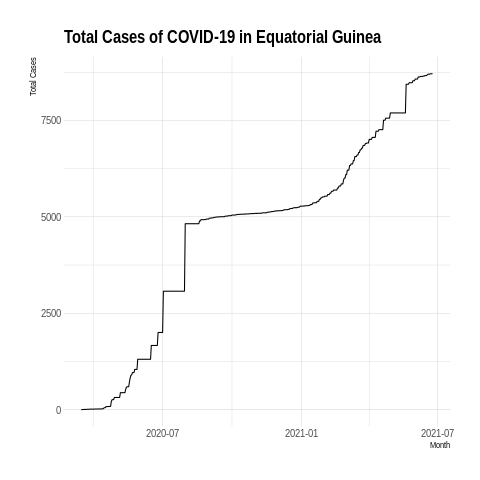 Total Cases of COVID-19 in Equatorial Guinea
Total Cases
7500
5000
2500
0
2020-07
2021-01
2021-07
Month